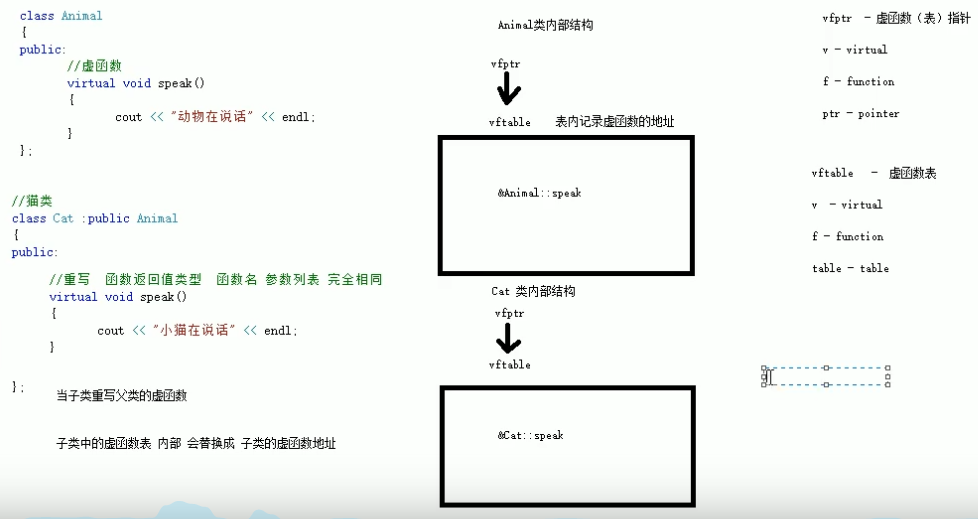 class Animal
{
public:
//虚函数
virtual void speak()
{
cout << "动物在说话" << endl;
}
};
//猫类
class Cat :public Animal
{
public:
//重写 函数返回值类型 函数名 参数列表 完全相同
virtual void speak()
{
cout << "小猫在说话" << endl;
}
};
当子类重写父类的虚函数
子类中的虚函数表 内部 会替换成 子类的虚函数地址
Animal类内部结构
vfptr
vftable 表内记录虚函数的地址
&Animal::speak
Cat 类内部结构
vfptr
vftable
&Cat::speak
vfptr - 虚函数（表）指针
v - virtual
f - function
ptr - pointer
vftable - 虚函数表
v - virtual
f - function
table - table